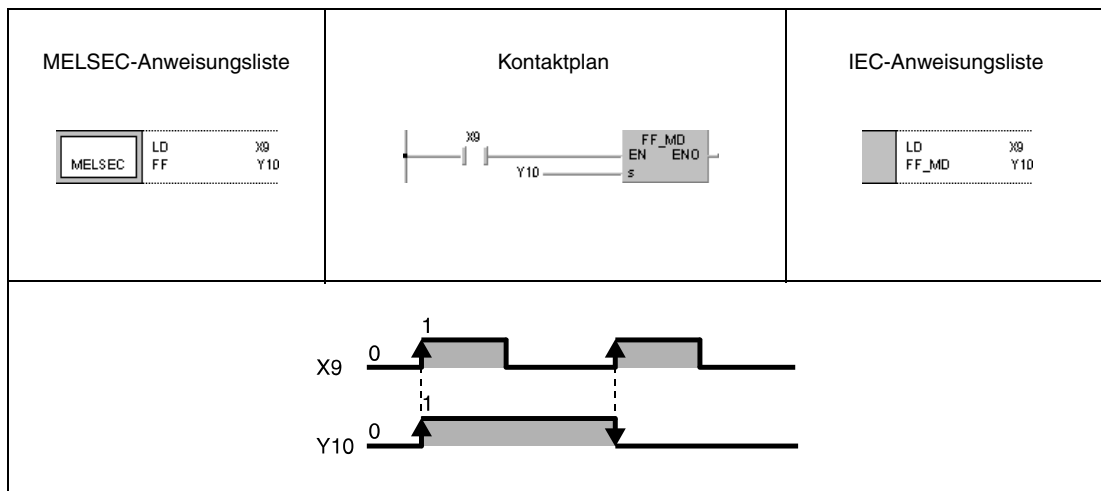 MELSEC-Anweisungsliste
MELSEC
LD X9
FF Y10
Kontaktplan
X9
FF_MD
EN ENO
Y10
s
IEC-Anweisungsliste
LD X9
FF_MD Y10
1
X9 0
1
Y10 0